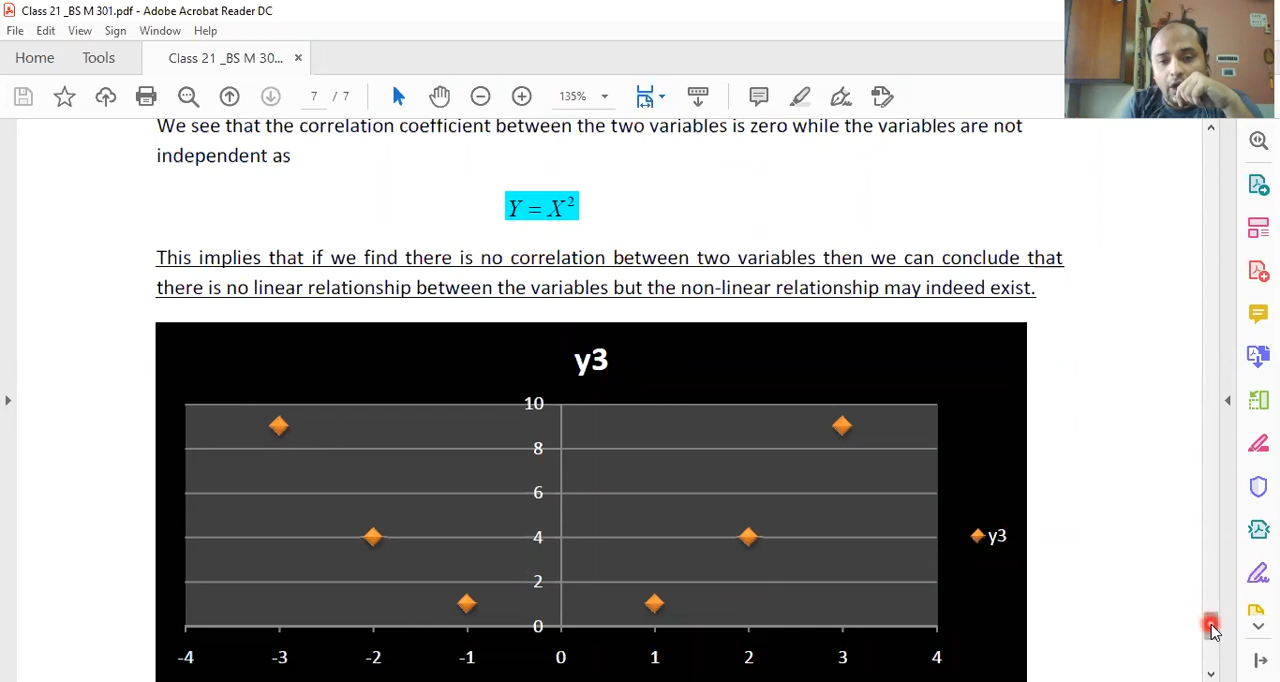 Class 21 _BS M 301.pdf - Adobe Acrobat Reader DC
File Edit View Sign Window Help
Home Tools Class 21 _BS M 30... ×
7 / 7 135%
We see that the correlation coefficient between the two variables is zero while the variables are not
independent as
Y = X²
This implies that if we find there is no correlation between two variables then we can conclude that
there is no linear relationship between the variables but the non-linear relationship may indeed exist.
y3
10
8
6
4
2
0
y3
-4 -3 -2 -1 0 1 2 3 4